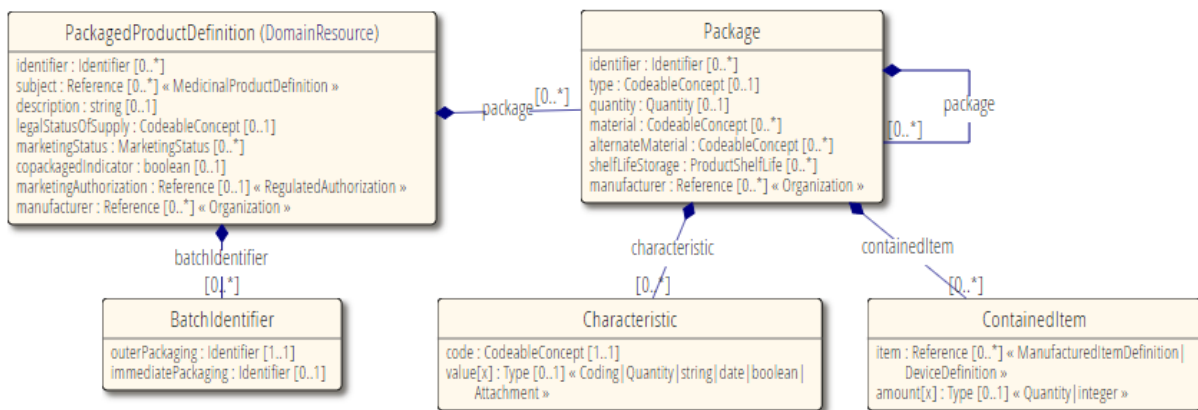 PackagedProductDefinition (DomainResource)
identifier : Identifier [0..*]
subject : Reference [0..*] « MedicinalProductDefinition »
description : string [0..1]
legalStatusOfSupply : CodeableConcept [0..1]
marketingStatus : MarketingStatus [0..*]
copackagedIndicator : boolean [0..1]
marketingAuthorization : Reference [0..1] « RegulatedAuthorization »
manufacturer : Reference [0..*] « Organization »
package
[0..*]
Package
identifier : Identifier [0..*]
type : CodeableConcept [0..1]
quantity : Quantity [0..1]
material : CodeableConcept [0..*]
alternateMaterial : CodeableConcept [0..*]
shelfLifeStorage : ProductShelfLife [0..*]
manufacturer : Reference [0..*] « Organization »
package
[0..*]
batchIdentifier
[0..*]
characteristic
[0..*]
containedItem
[0..*]
BatchIdentifier
outerPackaging : Identifier [1..1]
immediatePackaging : Identifier [0..1]
Characteristic
code : CodeableConcept [1..1]
value[x] : Type [0..1] « Coding|Quantity|string|date|boolean|
Attachment »
ContainedItem
item : Reference [0..*] « ManufacturedItemDefinition|
DeviceDefinition »
amount[x] : Type [0..1] « Quantity|integer »